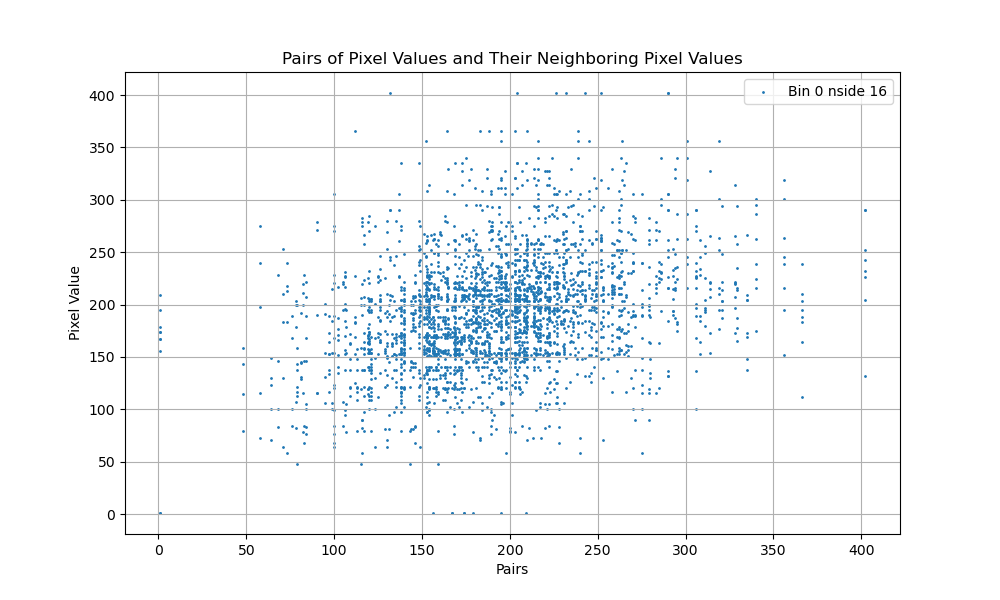 Pairs of Pixel Values and Their Neighboring Pixel Values
Bin 0 nside 16
Pixel Value
400
350
300
250
200
150
100
50
0
0 50 100 150 200 250 300 350 400
Pairs